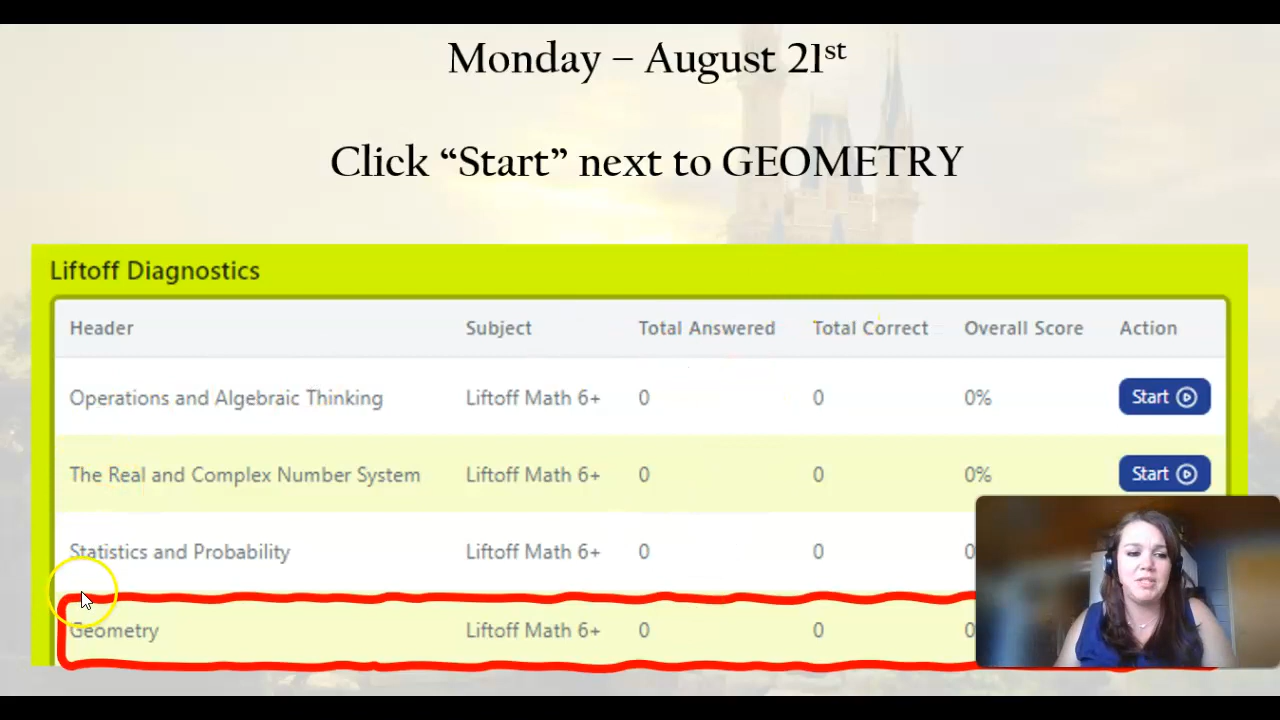 Monday – August 21st
Click “Start” next to GEOMETRY
Liftoff Diagnostics
Header Subject Total Answered Total Correct Overall Score Action
Operations and Algebraic Thinking Liftoff Math 6+ 0 0 0% Start
The Real and Complex Number System Liftoff Math 6+ 0 0 0% Start
Statistics and Probability Liftoff Math 6+ 0 0 0
Geometry Liftoff Math 6+ 0 0 0